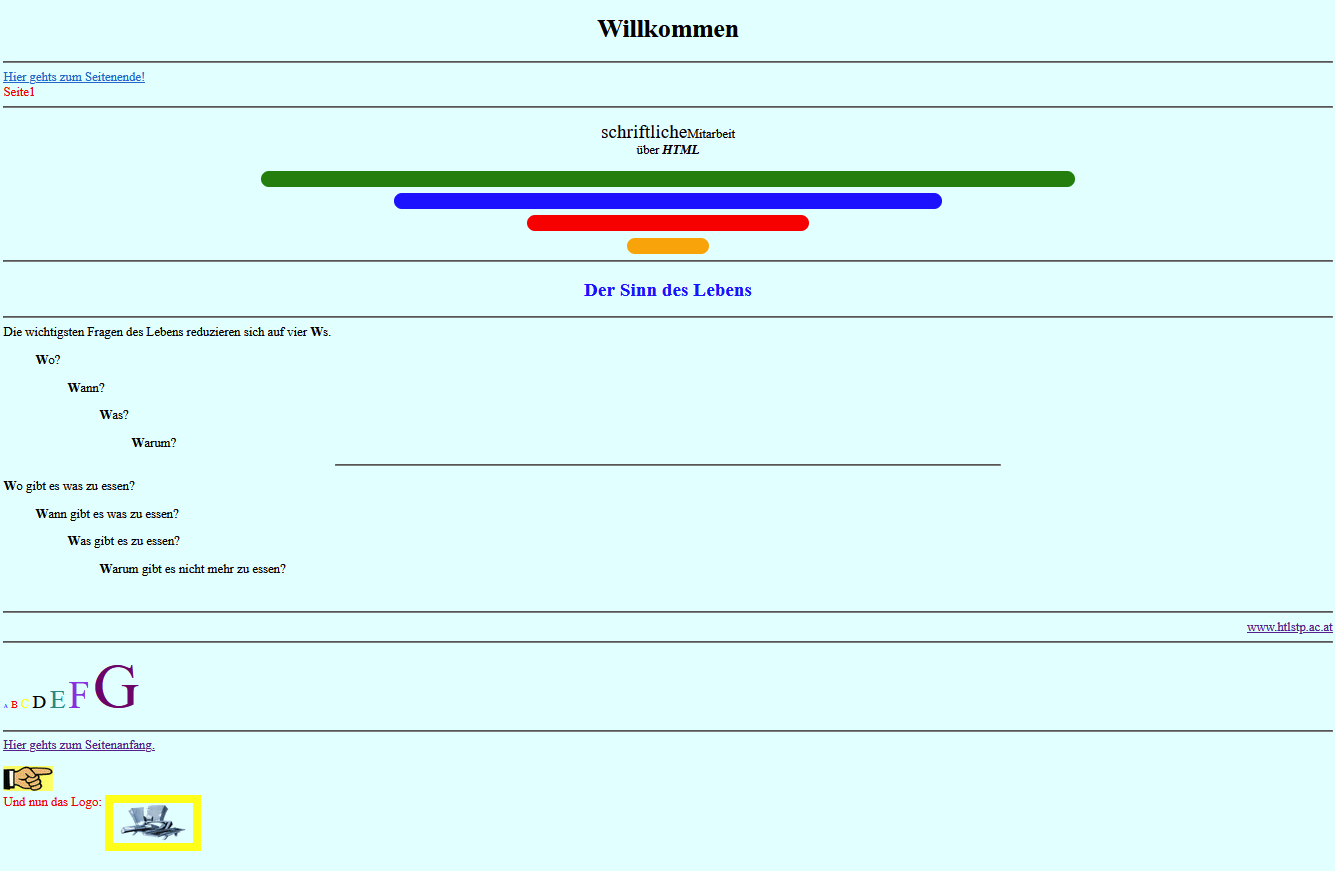 Willkommen
Hier gehts zum Seitenende!
Seite1
schriftlicheMitarbeit
über HTML
Der Sinn des Lebens
Die wichtigsten Fragen des Lebens reduzieren sich auf vier Ws.
Wo?
Wann?
Was?
Warum?
Wo gibt es was zu essen?
Wann gibt es was zu essen?
Was gibt es zu essen?
Warum gibt es nicht mehr zu essen?
www.htlstp.ac.at
A B C D E F G
Hier gehts zum Seitenanfang.
Und nun das Logo: